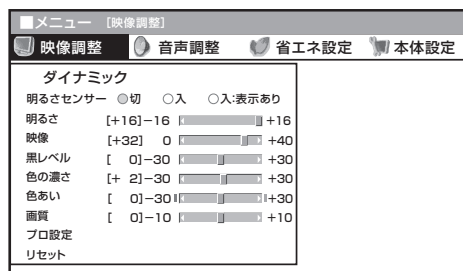 ■メニュー [映像調整]
映像調整 音声調整 省エネ設定 本体設定
ダイナミック
明るさセンサー ○切 ○入 ○入:表示あり
明るさ [+16]−16 +16
映像 [+32] 0 +40
黒レベル [ 0]−30 +30
色の濃さ [+ 2]−30 +30
色あい [ 0]−30 +30
画質 [ 0]−10 +10
プロ設定
リセット